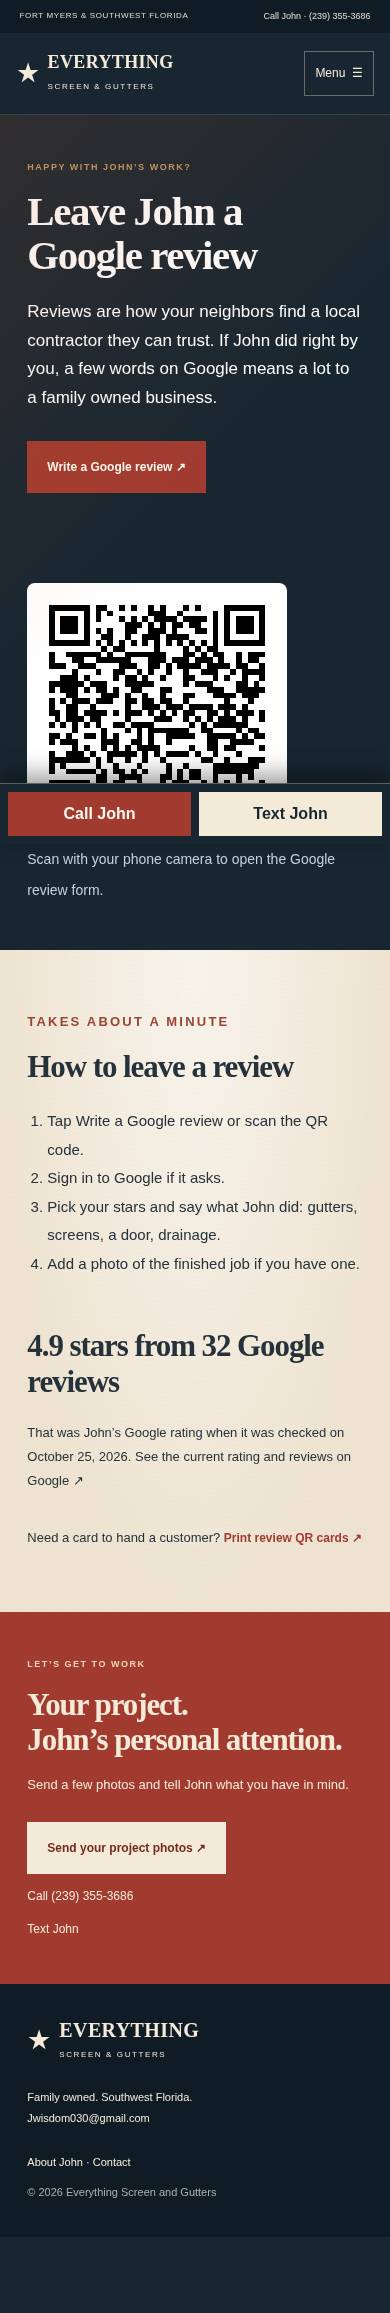 FORT MYERS & SOUTHWEST FLORIDA
Call John · (239) 355-3686
★ EVERYTHING
SCREEN & GUTTERS
Menu ☰
HAPPY WITH JOHN’S WORK?
Leave John a
Google review
Reviews are how your neighbors find a local
contractor they can trust. If John did right by
you, a few words on Google means a lot to
a family owned business.
Write a Google review ↗
Call John
Text John
Scan with your phone camera to open the Google
review form.
TAKES ABOUT A MINUTE
How to leave a review
1. Tap Write a Google review or scan the QR
code.
2. Sign in to Google if it asks.
3. Pick your stars and say what John did: gutters,
screens, a door, drainage.
4. Add a photo of the finished job if you have one.
4.9 stars from 32 Google
reviews
That was John’s Google rating when it was checked on
October 25, 2026. See the current rating and reviews on
Google ↗
Need a card to hand a customer? Print review QR cards ↗
LET’S GET TO WORK
Your project.
John’s personal attention.
Send a few photos and tell John what you have in mind.
Send your project photos ↗
Call (239) 355-3686
Text John
★ EVERYTHING
SCREEN & GUTTERS
Family owned. Southwest Florida.
Jwisdom030@gmail.com
About John · Contact
© 2026 Everything Screen and Gutters